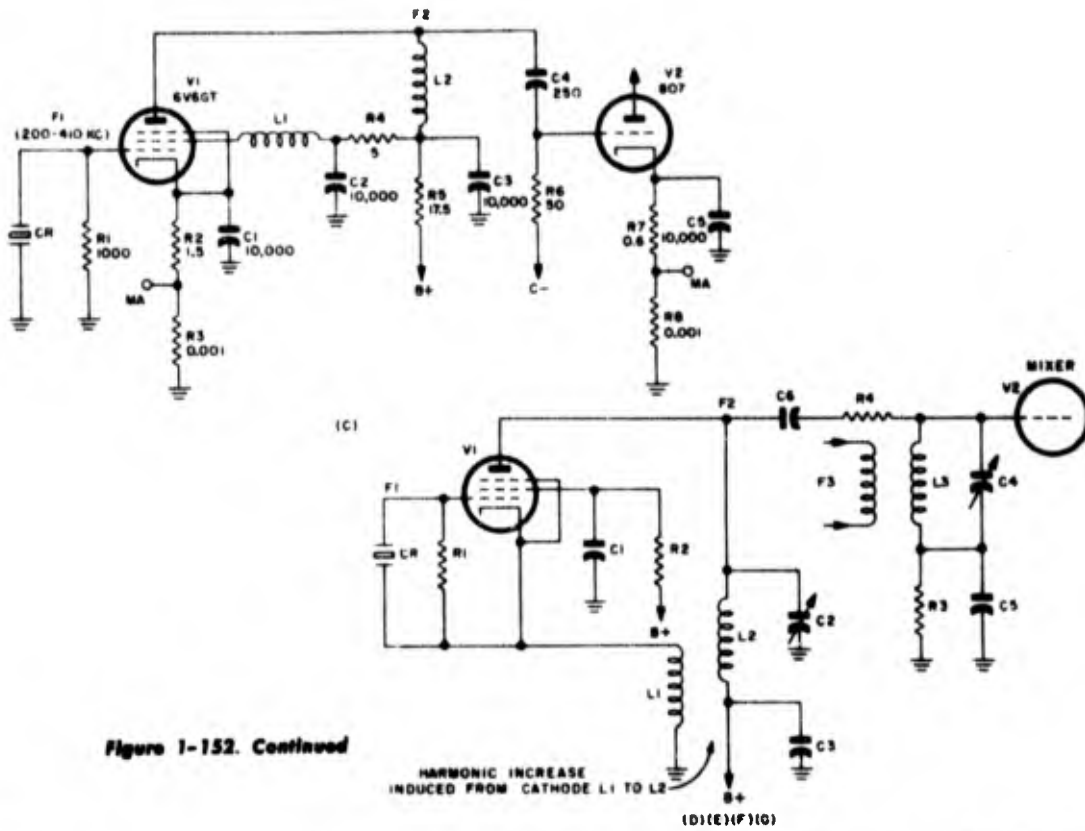 F2
V1
6V6GT
F1
(200-410 KC)
L1
R4
5
L2
C4
250
V2
807
C2
10,000
R5
17.5
C3
10,000
R6
50
R7
0.6
C5
10,000
CR
R1
1000
R2
1.5
C1
10,000
MA
B+
C-
MA
R3
0.001
R8
0.001
(C)
MIXER
V2
F2
C6
R4
V1
F1
F3
L3
C4
CR
R1
C1
R2
B+
L2
C2
R3
C5
L1
C3
Figure 1-152. Continued
HARMONIC INCREASE
INDUCED FROM CATHODE L1 TO L2
B+
(D)(E)(F)(G)